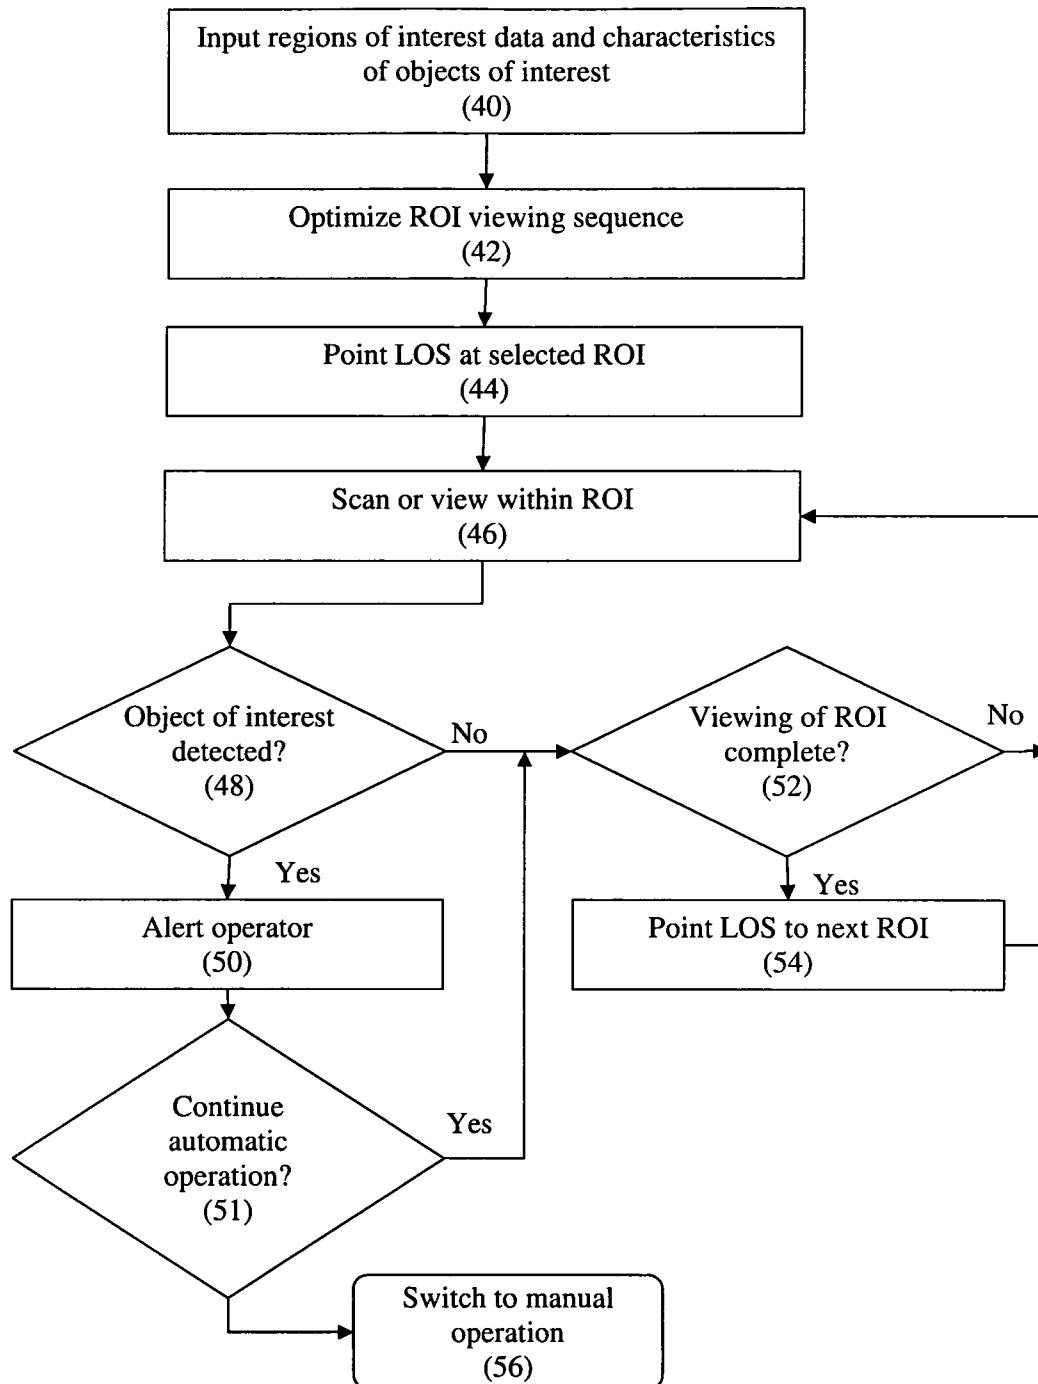 Input regions of interest data and characteristics
of objects of interest
(40)
Optimize ROI viewing sequence
(42)
Point LOS at selected ROI
(44)
Scan or view within ROI
(46)
Object of interest
detected?
(48)
No
Viewing of ROI
complete?
(52)
No
Yes
Yes
Alert operator
(50)
Point LOS to next ROI
(54)
Continue
automatic
operation?
(51)
Yes
Switch to manual
operation
(56)